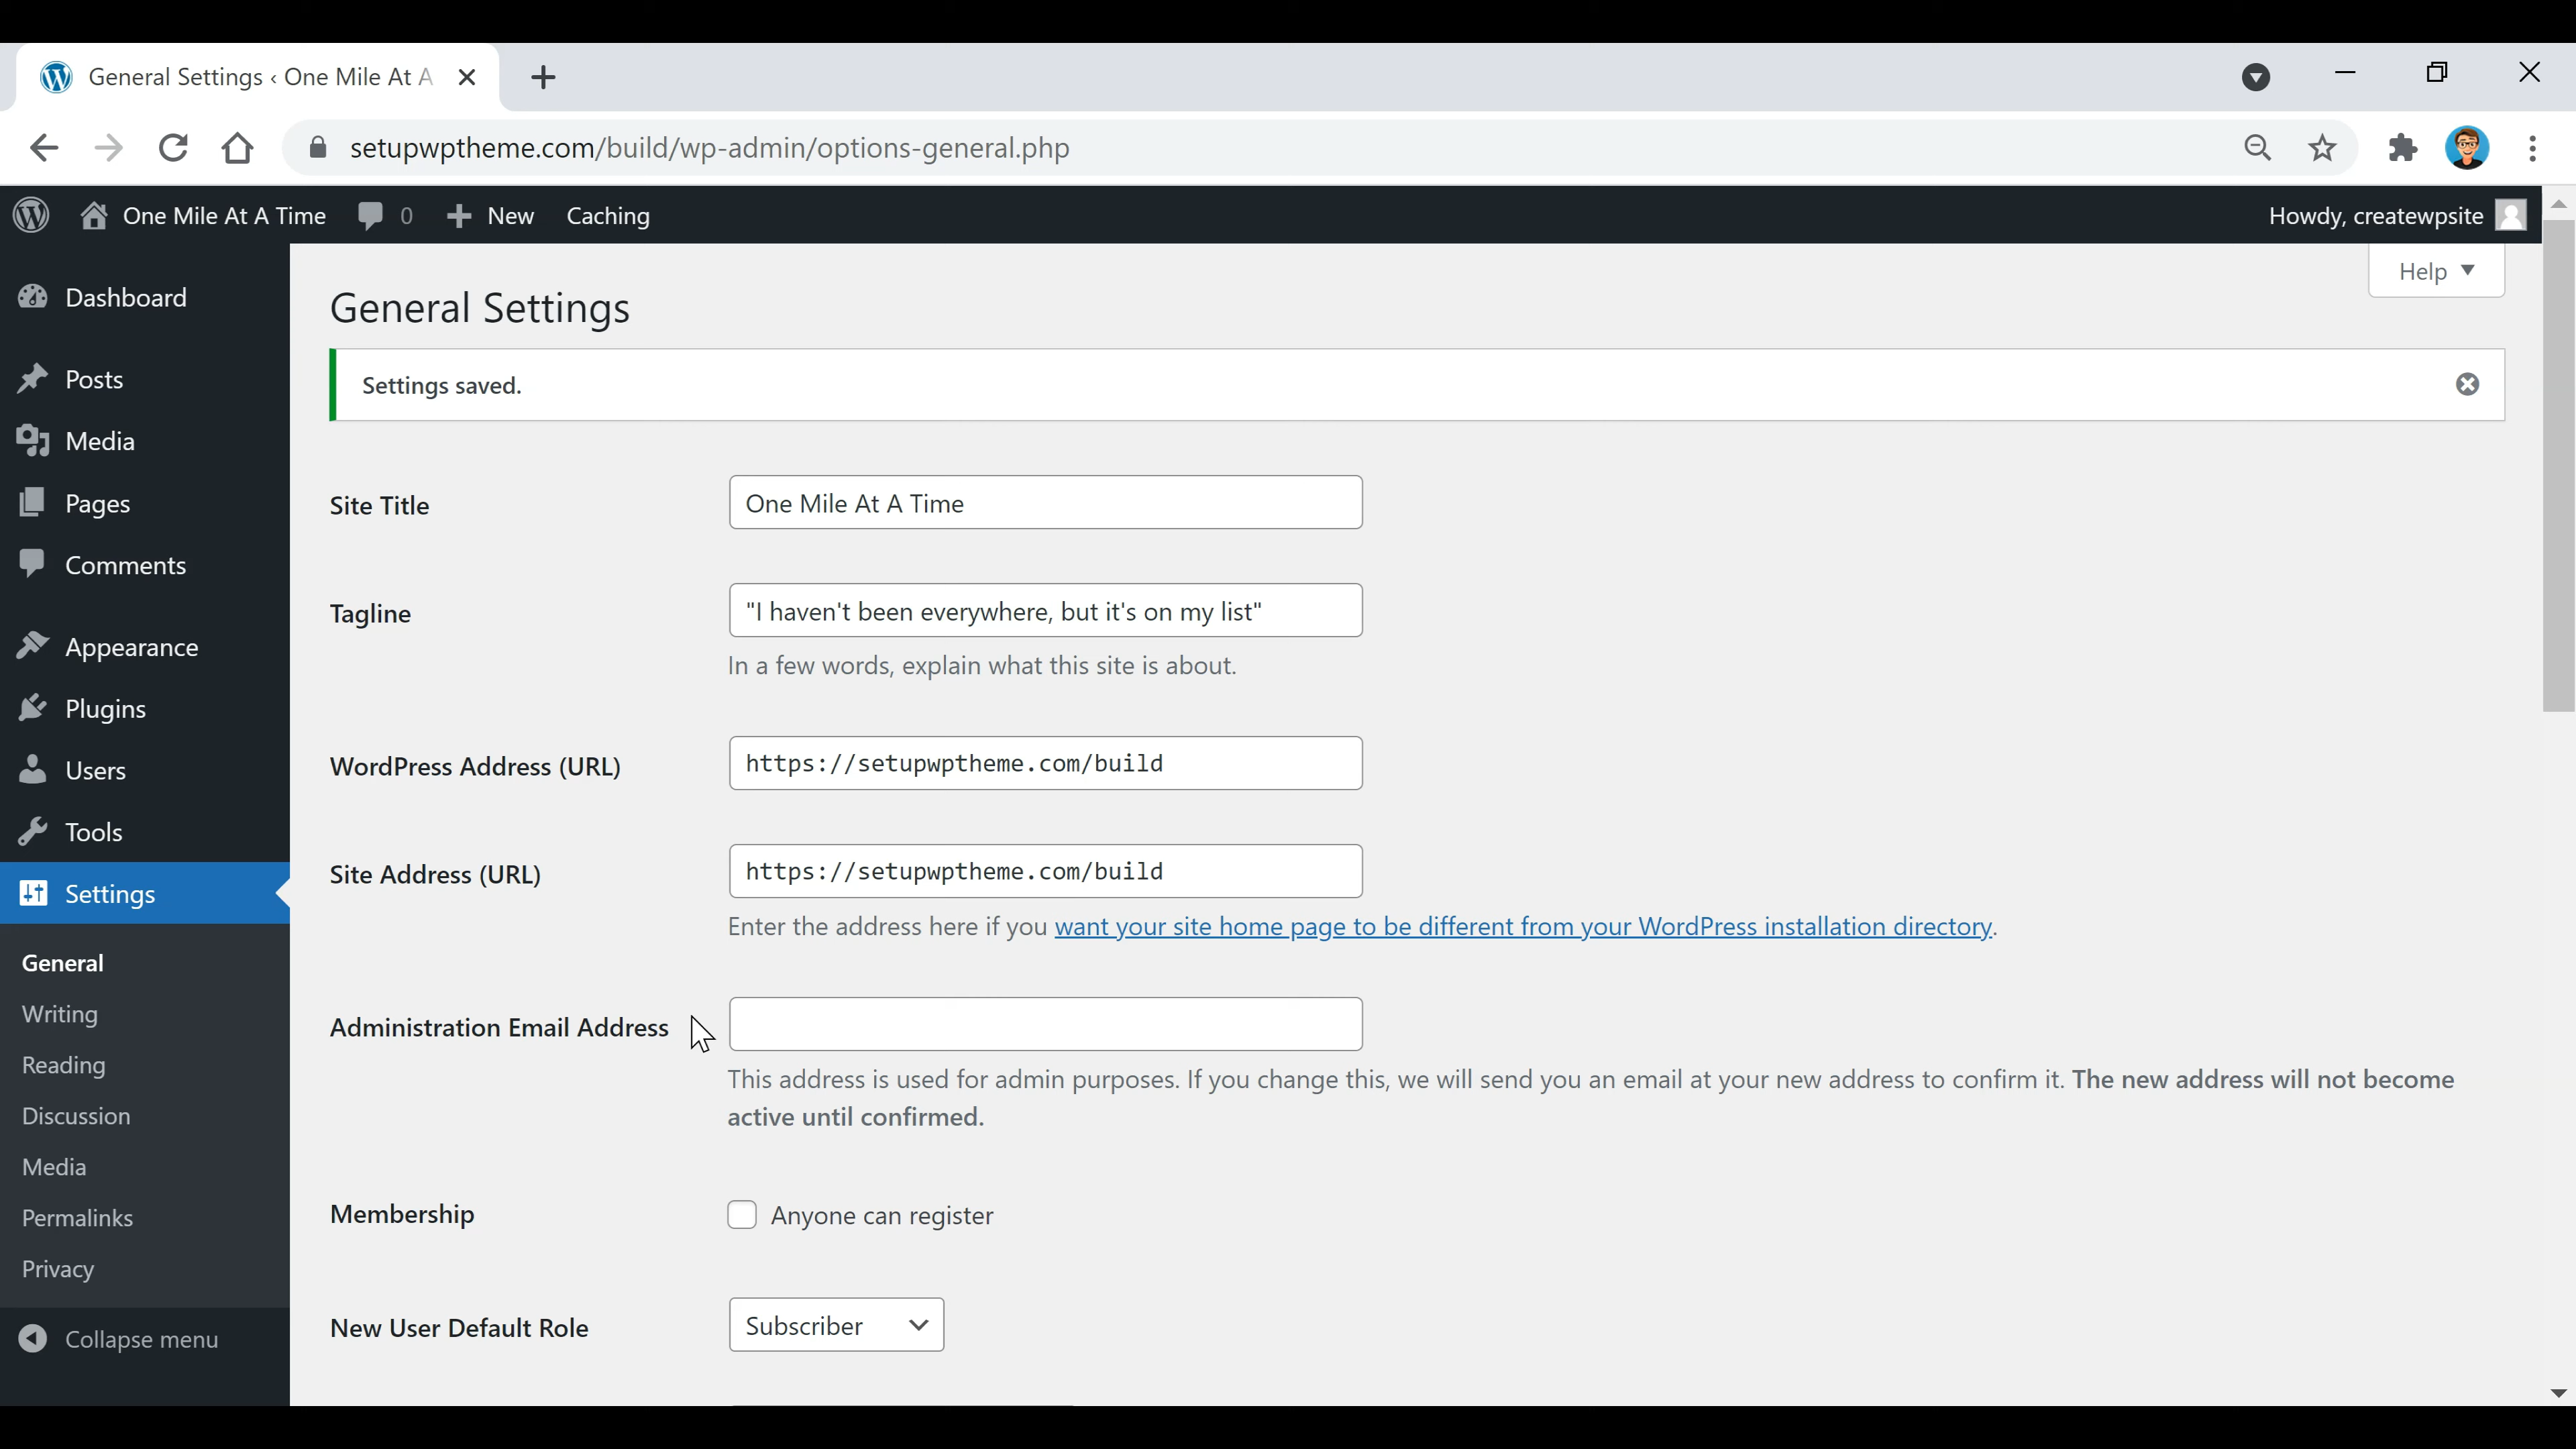 General Settings ‹ One Mile At A
setupwptheme.com/build/wp-admin/options-general.php
One Mile At A Time 0 New Caching Howdy, createwpsite
Help
Dashboard
Posts
Media
Pages
Comments
Appearance
Plugins
Users
Tools
Settings
General
Writing
Reading
Discussion
Media
Permalinks
Privacy
Collapse menu
General Settings
Settings saved.
Site Title One Mile At A Time
Tagline "I haven't been everywhere, but it's on my list"
In a few words, explain what this site is about.
WordPress Address (URL) https://setupwptheme.com/build
Site Address (URL) https://setupwptheme.com/build
Enter the address here if you want your site home page to be different from your WordPress installation directory.
Administration Email Address
This address is used for admin purposes. If you change this, we will send you an email at your new address to confirm it. The new address will not become
active until confirmed.
Membership Anyone can register
New User Default Role Subscriber